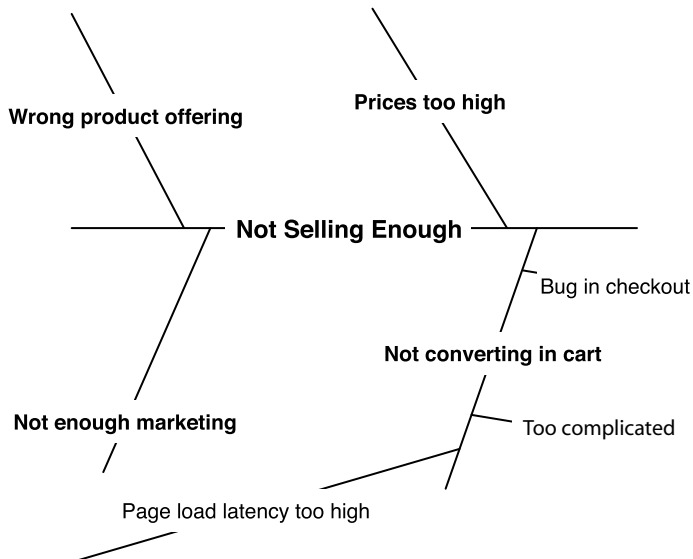 Prices too high
Wrong product offering
Not Selling Enough
Bug in checkout
Not converting in cart
Not enough marketing
Too complicated
Page load latency too high